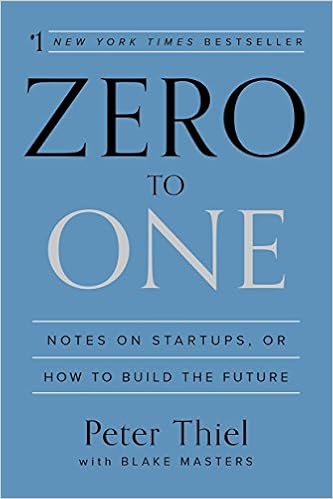 #1 NEW YORK TIMES BESTSELLER
ZERO
TO
ONE
NOTES ON STARTUPS, OR
HOW TO BUILD THE FUTURE
Peter Thiel
with BLAKE MASTERS